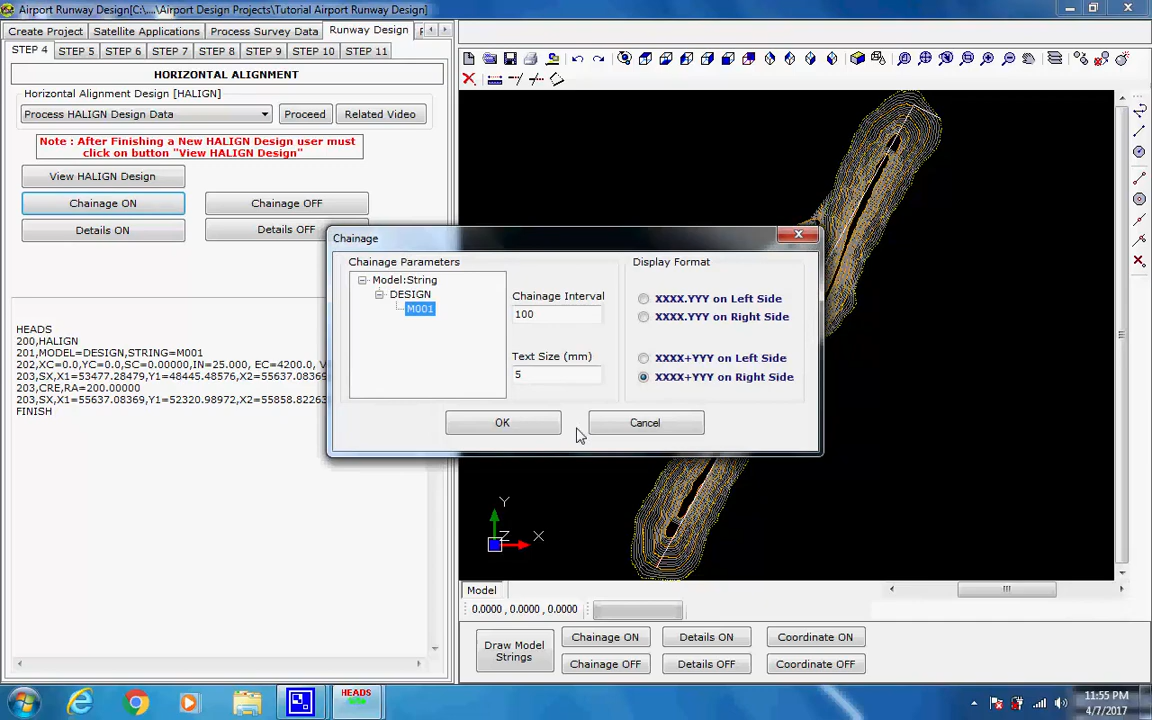 Airport Runway Design[C:\....\Airport Design Projects\Tutorial Airport Runway Design]
Create Project
Satellite Applications
Process Survey Data
Runway Design
STEP 4
STEP 5
STEP 6
STEP 7
STEP 8
STEP 9
STEP 10
STEP 11
HORIZONTAL ALIGNMENT
Horizontal Alignment Design [HALIGN]
Process HALIGN Design Data
Proceed
Related Video
Note : After Finishing a New HALIGN Design user must
click on button "View HALIGN Design"
View HALIGN Design
Chainage ON
Chainage OFF
Details ON
Details OFF
HEADS
200,HALIGN
201,MODEL=DESIGN,STRING=M001
202,XC=0.0,YC=0.0,SC=0.00000,IN=25.000, EC=4200.0,
203,SX,X1=53477.28479,Y1=48445.48576,X2=55637.08369
203,CRE,RA=200.00000
203,SX,X1=55637.08369,Y1=52320.98972,X2=55858.82263
FINISH
Chainage
Chainage Parameters
Model:String
DESIGN
M001
Chainage Interval
100
Text Size (mm)
5
Display Format
XXXX.YYY on Left Side
XXXX.YYY on Right Side
XXXX+YYY on Left Side
XXXX+YYY on Right Side
OK
Cancel
Y
Z
X
Model
0.0000 , 0.0000 , 0.0000
Draw Model
Strings
Chainage ON
Details ON
Coordinate ON
Chainage OFF
Details OFF
Coordinate OFF
HEADS
11:55 PM
4/7/2017